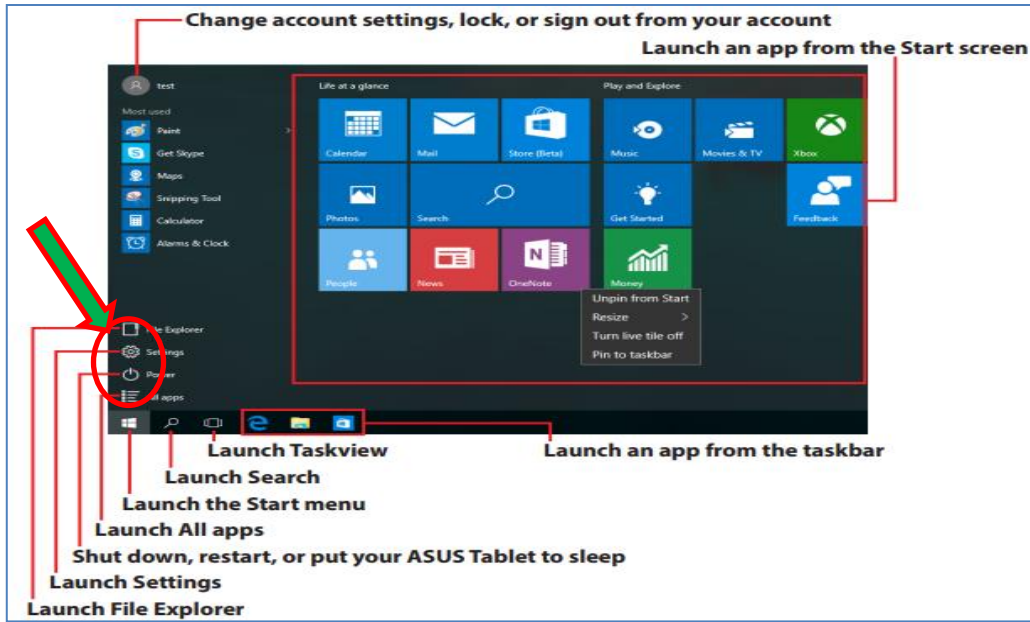 Change account settings, lock, or sign out from your account
Launch an app from the Start screen
test
Life at a glance
Play and Explore
Most used
Paint
Get Skype
Maps
Snipping Tool
Calculator
Alarms & Clock
Calendar
Mail
Store (Beta)
Music
Movies & TV
Xbox
Photos
Search
Get Started
Feedback
People
News
OneNote
Money
Unpin from Start
Resize
Turn live tile off
Pin to taskbar
File Explorer
Settings
Power
All apps
Launch Taskview
Launch an app from the taskbar
Launch Search
Launch the Start menu
Launch All apps
Shut down, restart, or put your ASUS Tablet to sleep
Launch Settings
Launch File Explorer